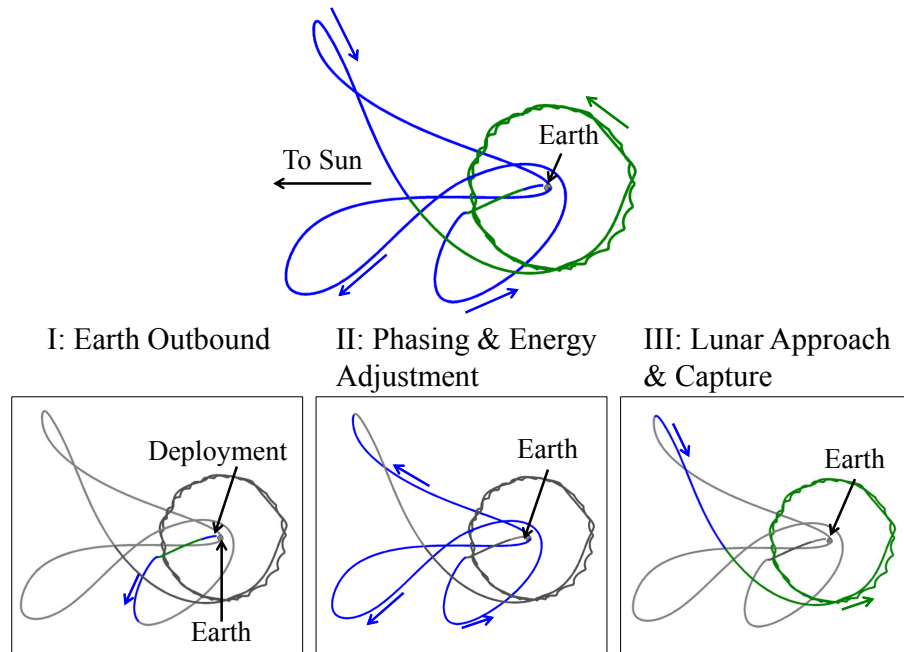 Earth
To Sun
I: Earth Outbound
II: Phasing & Energy
Adjustment
III: Lunar Approach
& Capture
Deployment
Earth
Earth
Earth